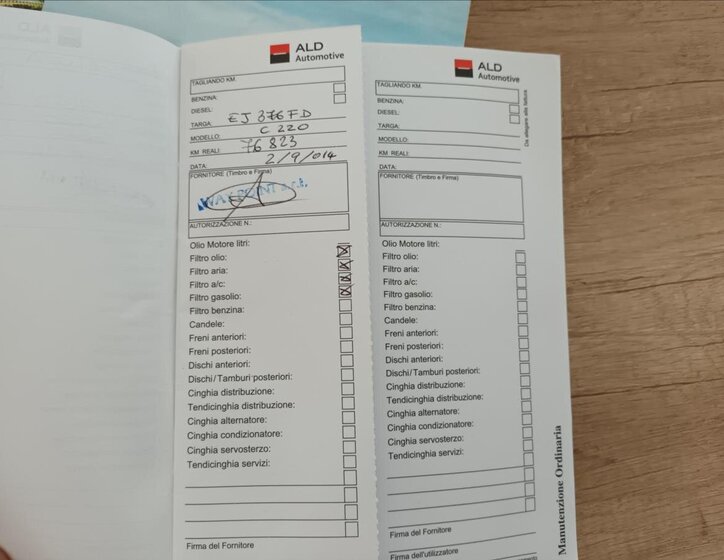 ALD
Automotive
TAGLIANDO KM.
BENZINA:
DIESEL:
TARGA: EJ 376 FD
MODELLO: C 220
KM REALI: 76 823
DATA: 2/9/014
FORNITORE (Timbro e Firma)
WAYPOINT s.r.l.
AUTORIZZAZIONE N.:
Olio Motore litri:
Filtro olio:
Filtro aria:
Filtro a/c:
Filtro gasolio:
Filtro benzina:
Candele:
Freni anteriori:
Freni posteriori:
Dischi anteriori:
Dischi/Tamburi posteriori:
Cinghia distribuzione:
Tendicinghia distribuzione:
Cinghia alternatore:
Cinghia condizionatore:
Cinghia servosterzo:
Tendicinghia servizi:
Firma del Fornitore
ALD
Automotive
TAGLIANDO KM.
BENZINA:
DIESEL:
TARGA:
MODELLO:
KM REALI:
DATA:
FORNITORE (Timbro e Firma)
AUTORIZZAZIONE N.:
Olio Motore litri:
Filtro olio:
Filtro aria:
Filtro a/c:
Filtro gasolio:
Filtro benzina:
Candele:
Freni anteriori:
Freni posteriori:
Dischi anteriori:
Dischi/Tamburi posteriori:
Cinghia distribuzione:
Tendicinghia distribuzione:
Cinghia alternatore:
Cinghia condizionatore:
Cinghia servosterzo:
Tendicinghia servizi:
Firma del Fornitore
Firma dell'utilizzatore
Da allegare alla fattura
Manutenzione Ordinaria